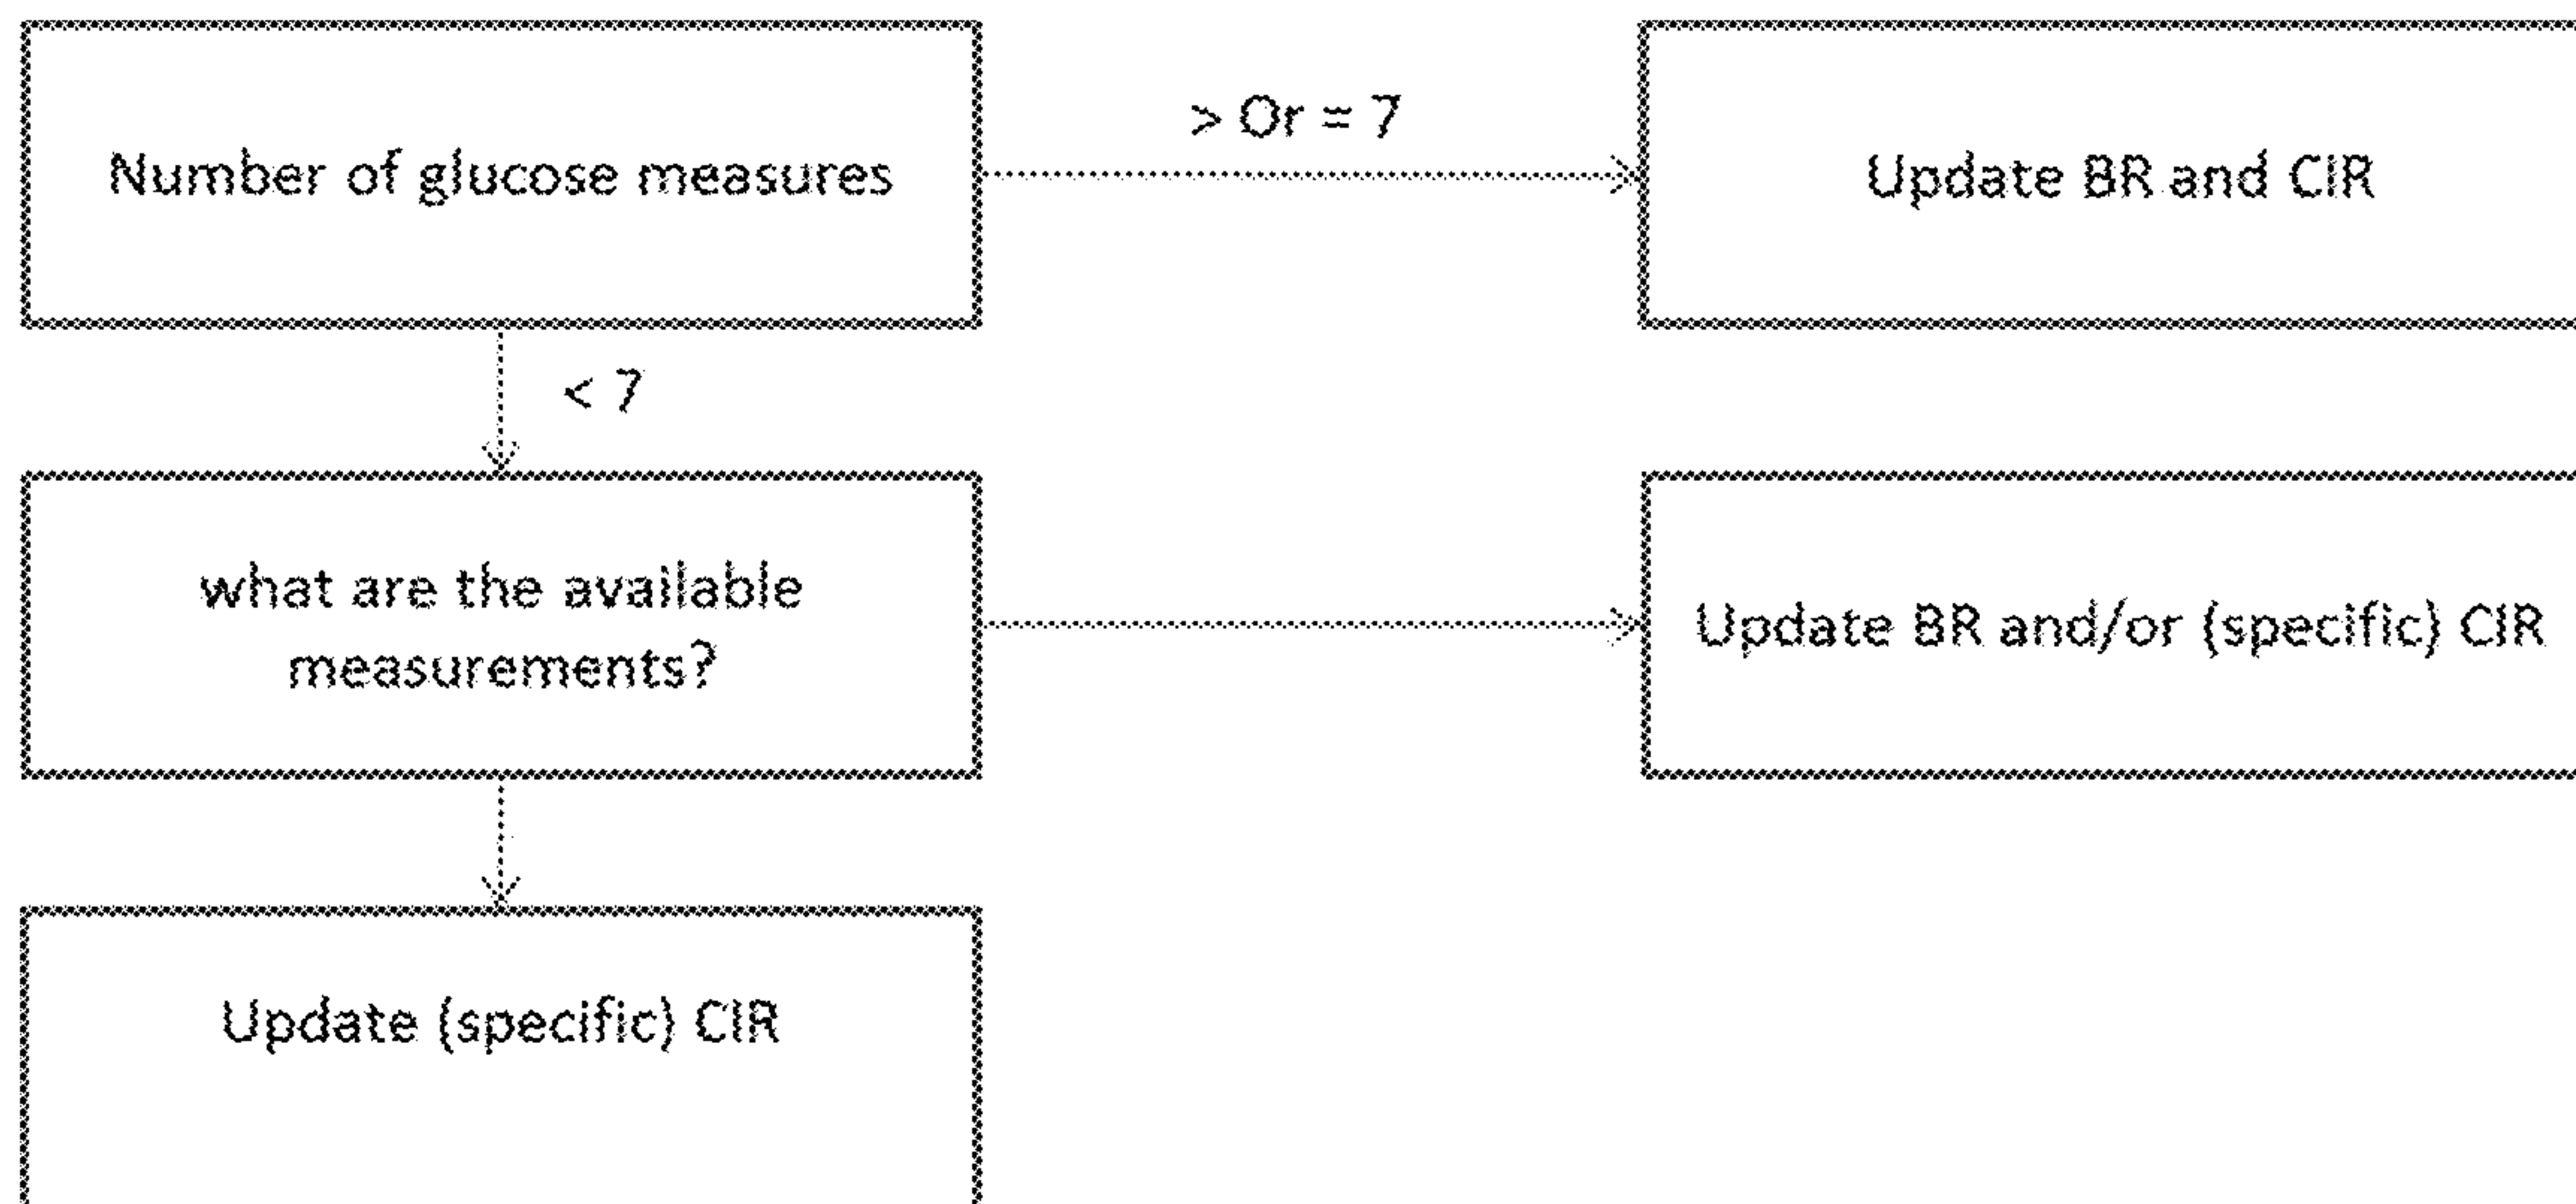 Number of glucose measures
> Or = 7
Update BR and CIR
< 7
what are the available
measurements?
Update BR and/or (specific) CIR
Update (specific) CIR